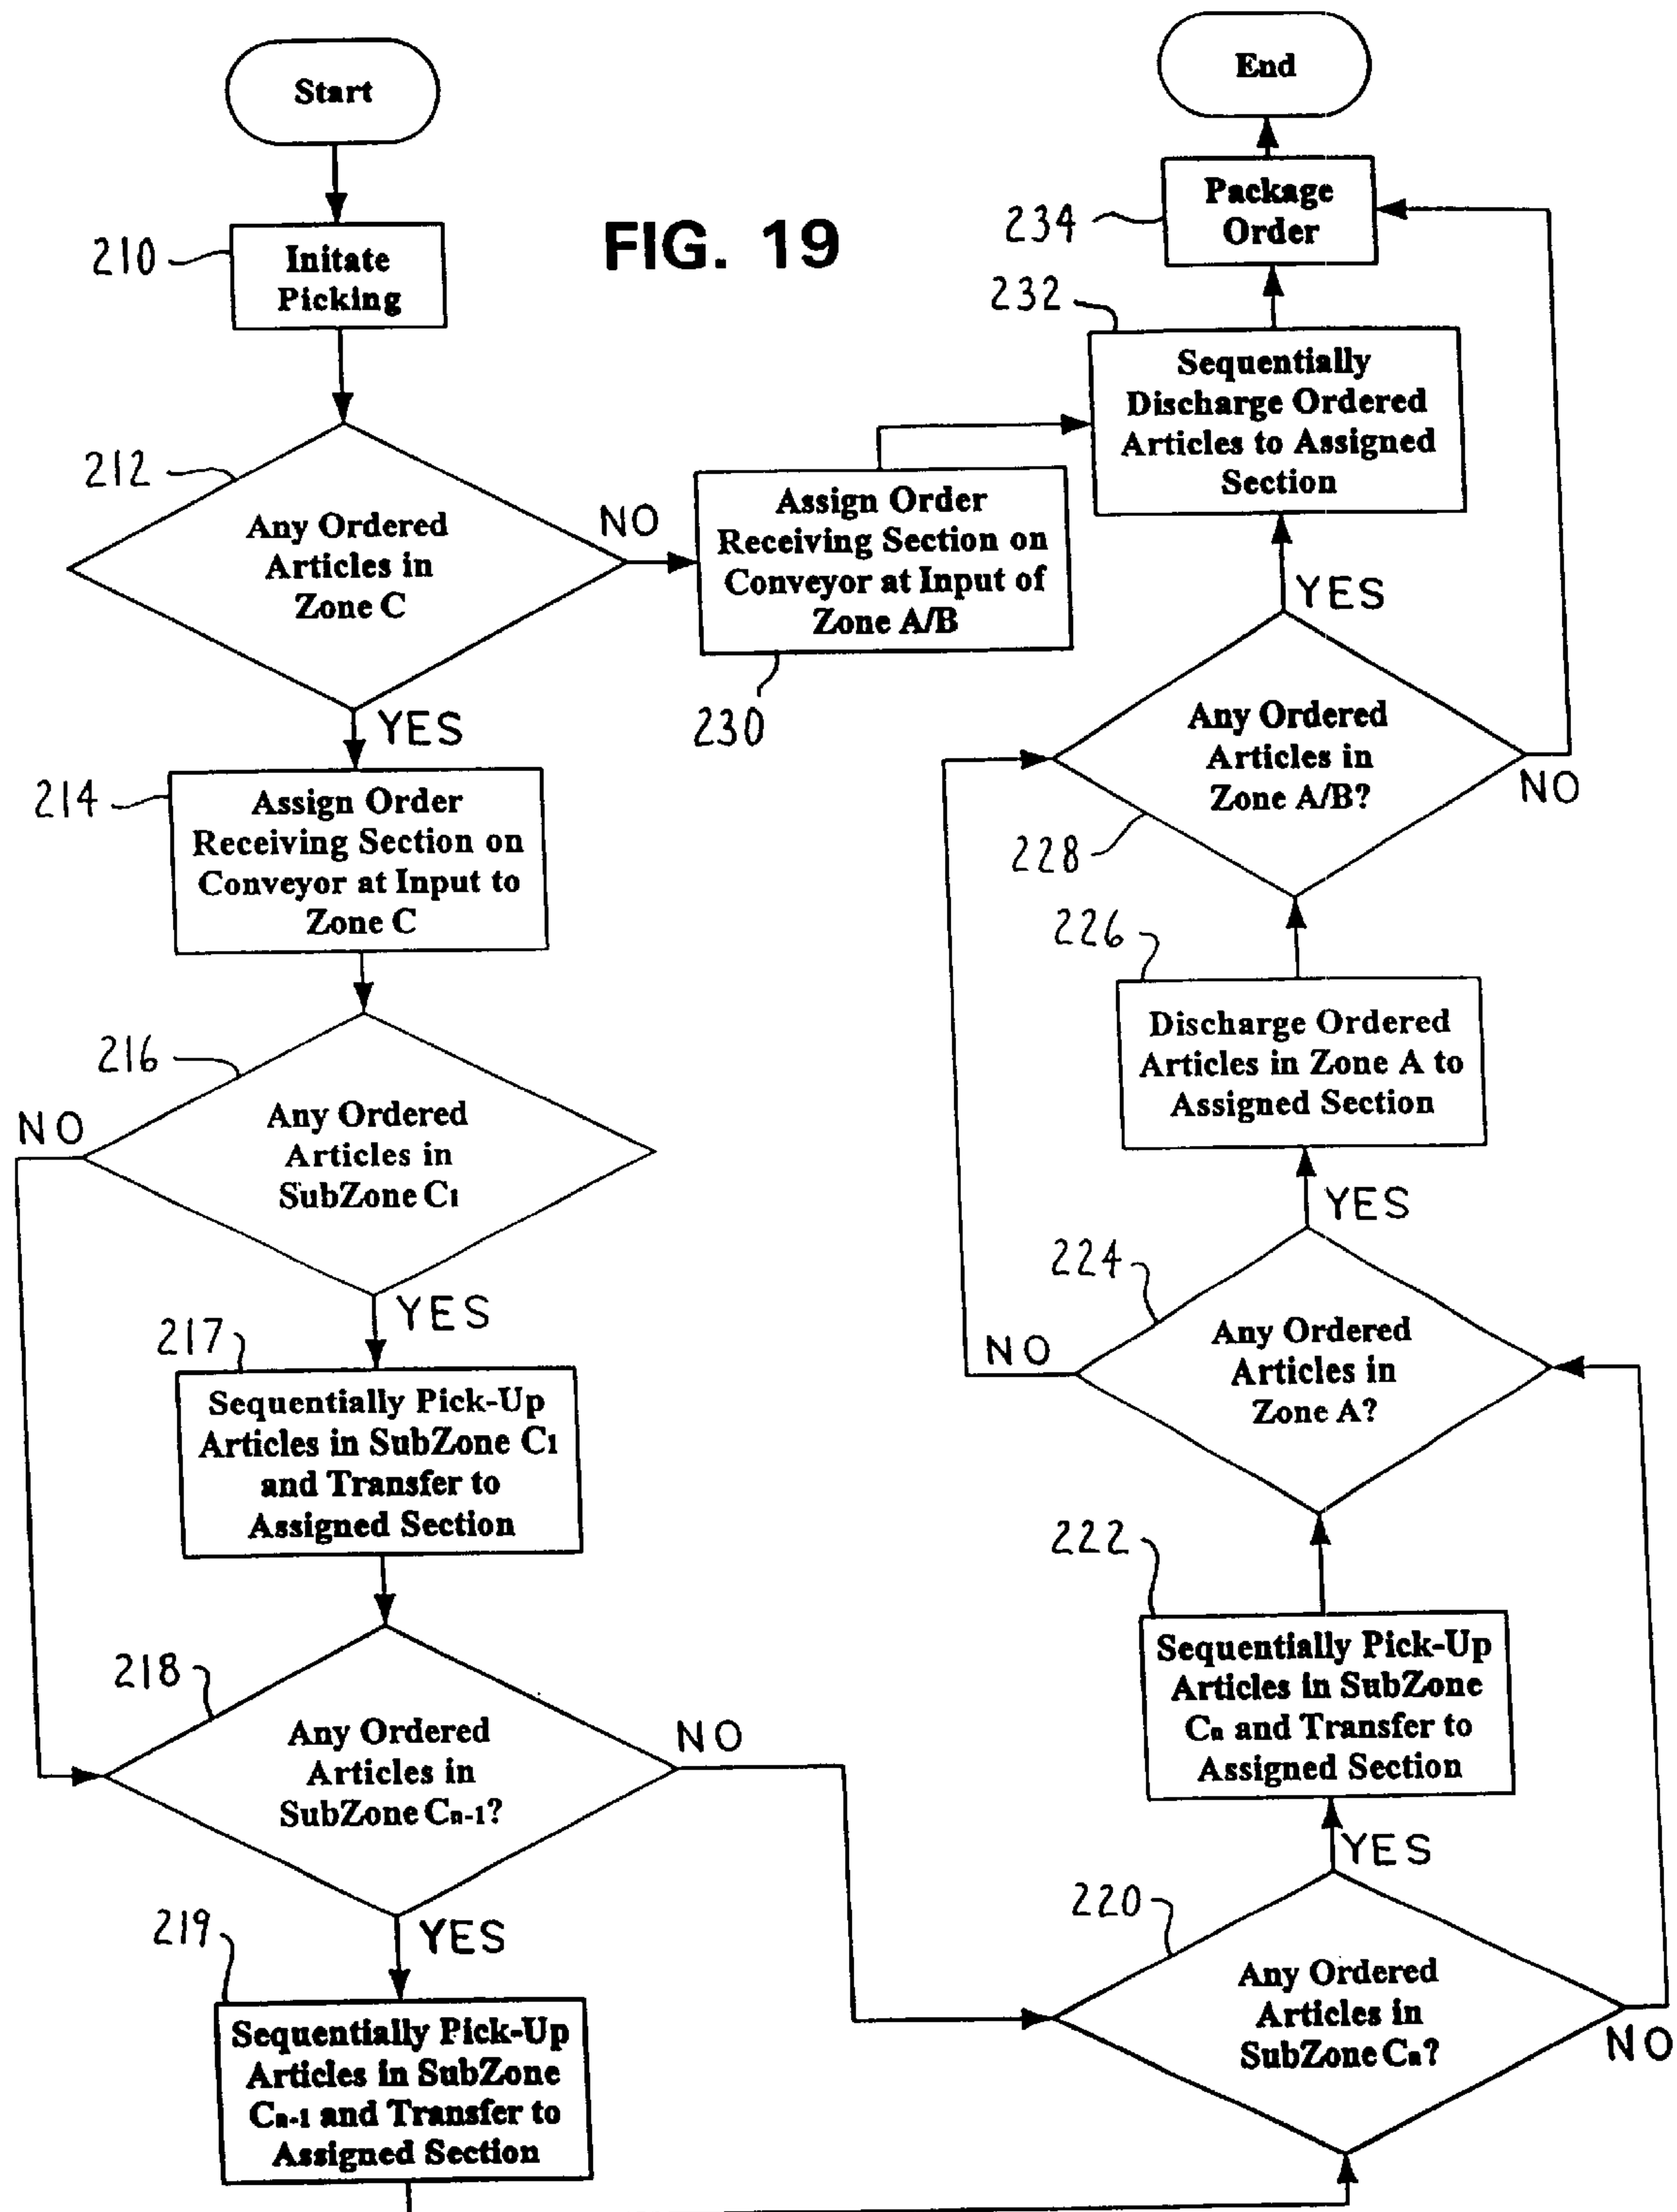 Start
210
Initate
Picking
FIG. 19
212
Any Ordered
Articles in
Zone C
NO
YES
Assign Order
Receiving Section on
Conveyor at Input of
Zone A/B
230
214
Assign Order
Receiving Section on
Conveyor at Input to
Zone C
216
Any Ordered
Articles in
SubZone C1
NO
YES
217
Sequentially Pick-Up
Articles in SubZone C1
and Transfer to
Assigned Section
218
Any Ordered
Articles in
SubZone Cn-1?
NO
YES
219
Sequentially Pick-Up
Articles in SubZone
Cn-1 and Transfer to
Assigned Section
End
234
Package
Order
232
Sequentially
Discharge Ordered
Articles to Assigned
Section
YES
Any Ordered
Articles in
Zone A/B?
NO
228
226
Discharge Ordered
Articles in Zone A to
Assigned Section
YES
224
Any Ordered
Articles in
Zone A?
NO
222
Sequentially Pick-Up
Articles in SubZone
Cn and Transfer to
Assigned Section
YES
220
Any Ordered
Articles in
SubZone Cn?
NO